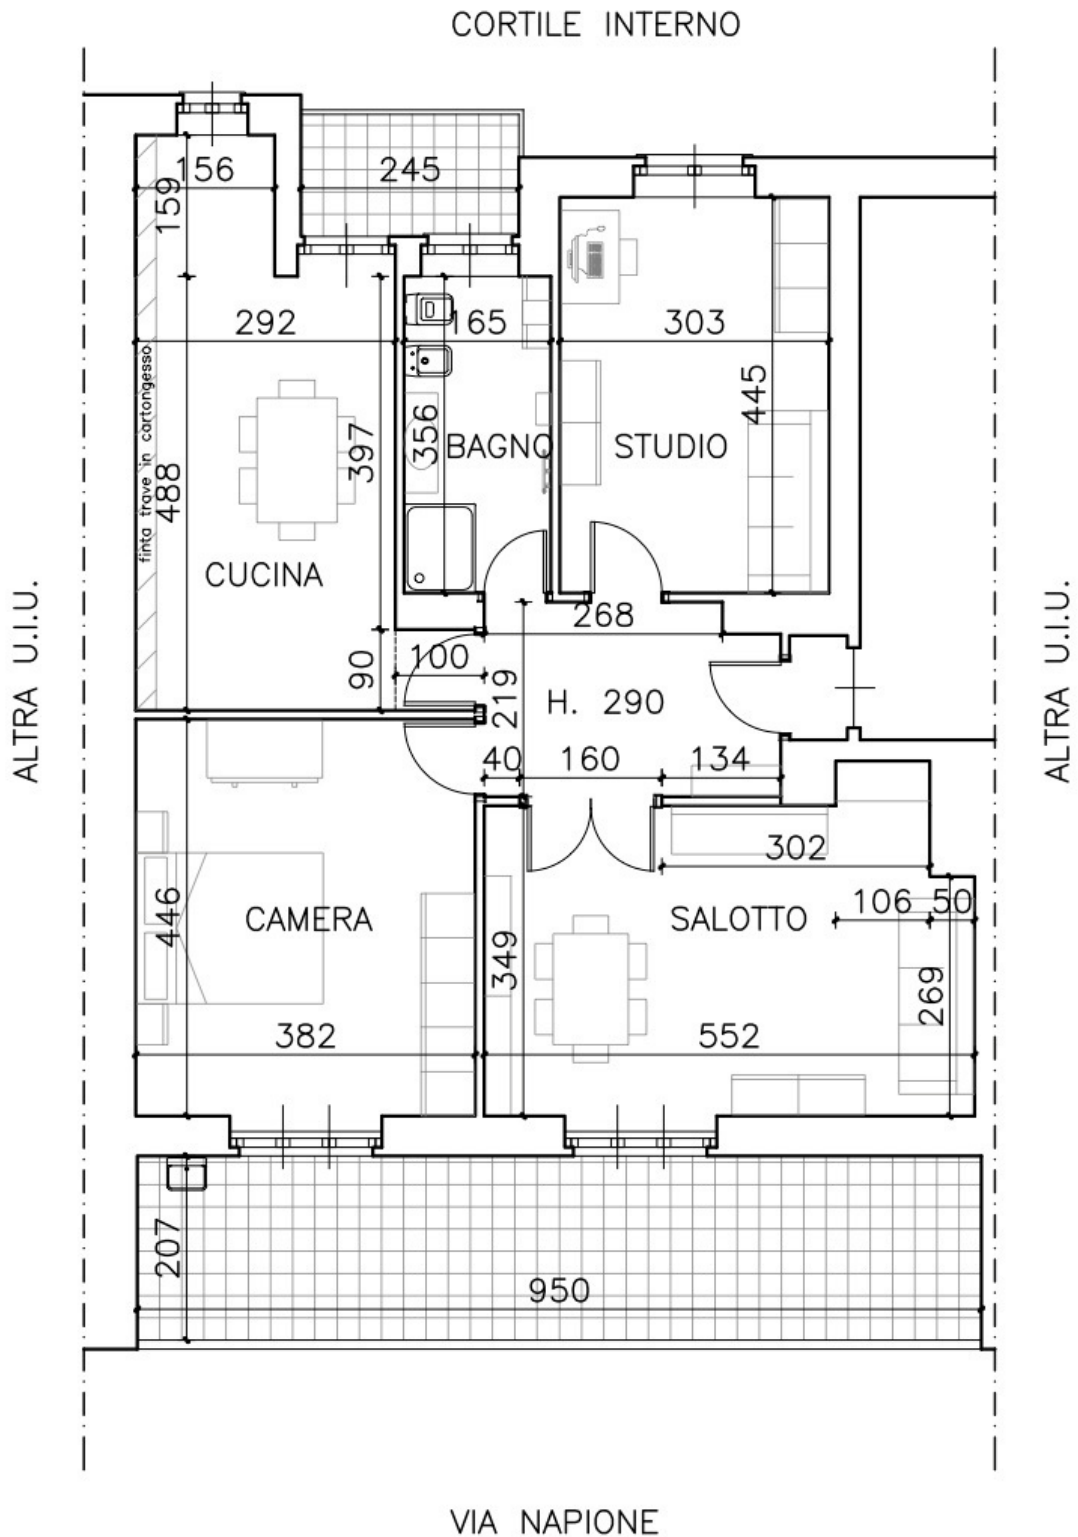 CORTILE INTERNO
156
245
159
292
165
303
finta trave in cartongesso
488
397
356
BAGNO
445
STUDIO
CUCINA
268
ALTRA U.I.U.
ALTRA U.I.U.
90
100
219
H. 290
40
160
134
302
446
CAMERA
349
SALOTTO
106
50
269
382
552
207
950
VIA NAPIONE